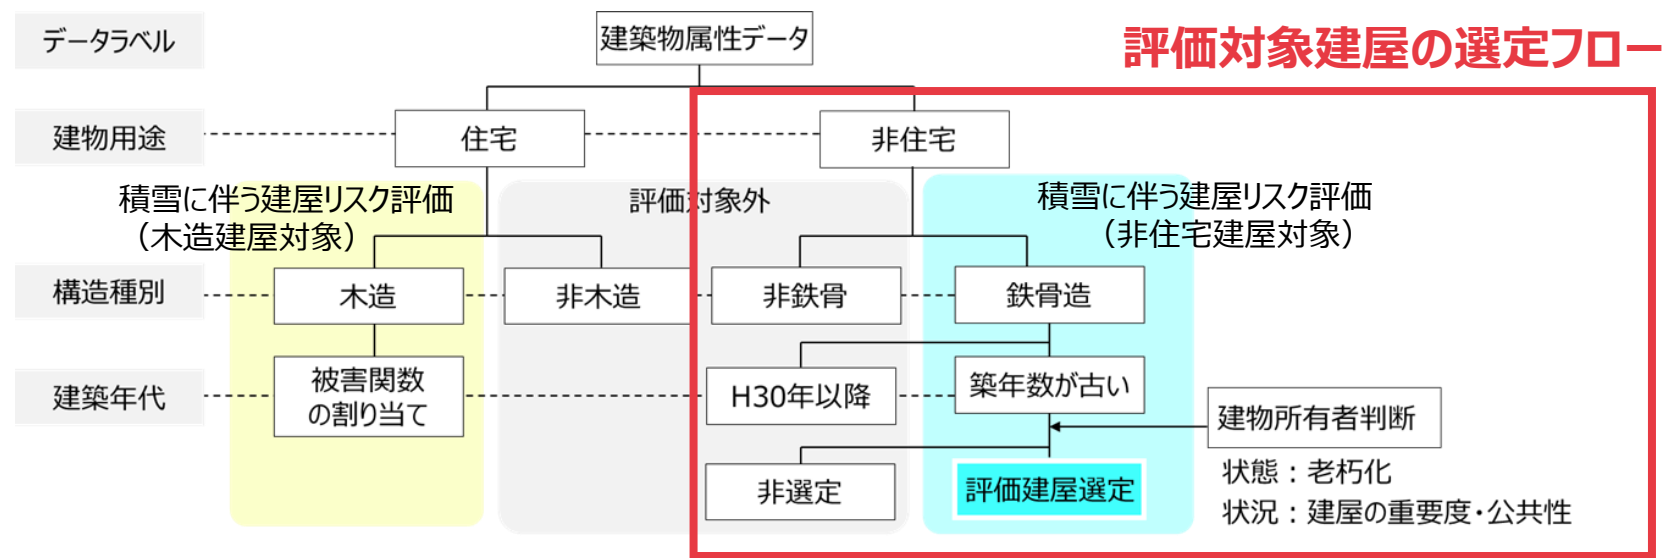 データラベル
建築物属性データ
評価対象建屋の選定フロー
建物用途
住宅
非住宅
積雪に伴う建屋リスク評価
（木造建屋対象）
評価対象外
積雪に伴う建屋リスク評価
（非住宅建屋対象）
構造種別
木造
非木造
非鉄骨
鉄骨造
建築年代
被害関数
の割り当て
H30年以降
築年数が古い
建物所有者判断
状態：老朽化
状況：建屋の重要度・公共性
非選定
評価建屋選定